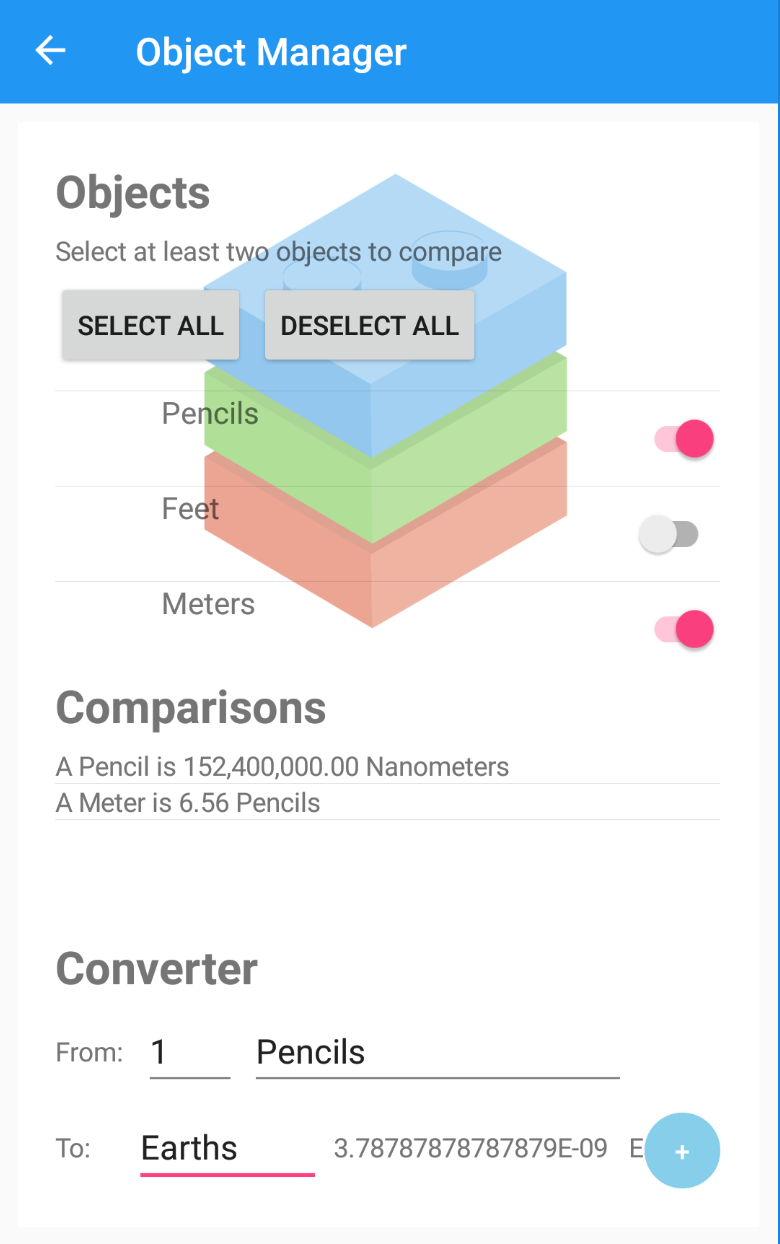 Object Manager
Objects
Select at least two objects to compare
SELECT ALL DESELECT ALL
Pencils
Feet
Meters
Comparisons
A Pencil is 152,400,000.00 Nanometers
A Meter is 6.56 Pencils
Converter
From: 1 Pencils
To: Earths 3.78787878787879E-09 E +